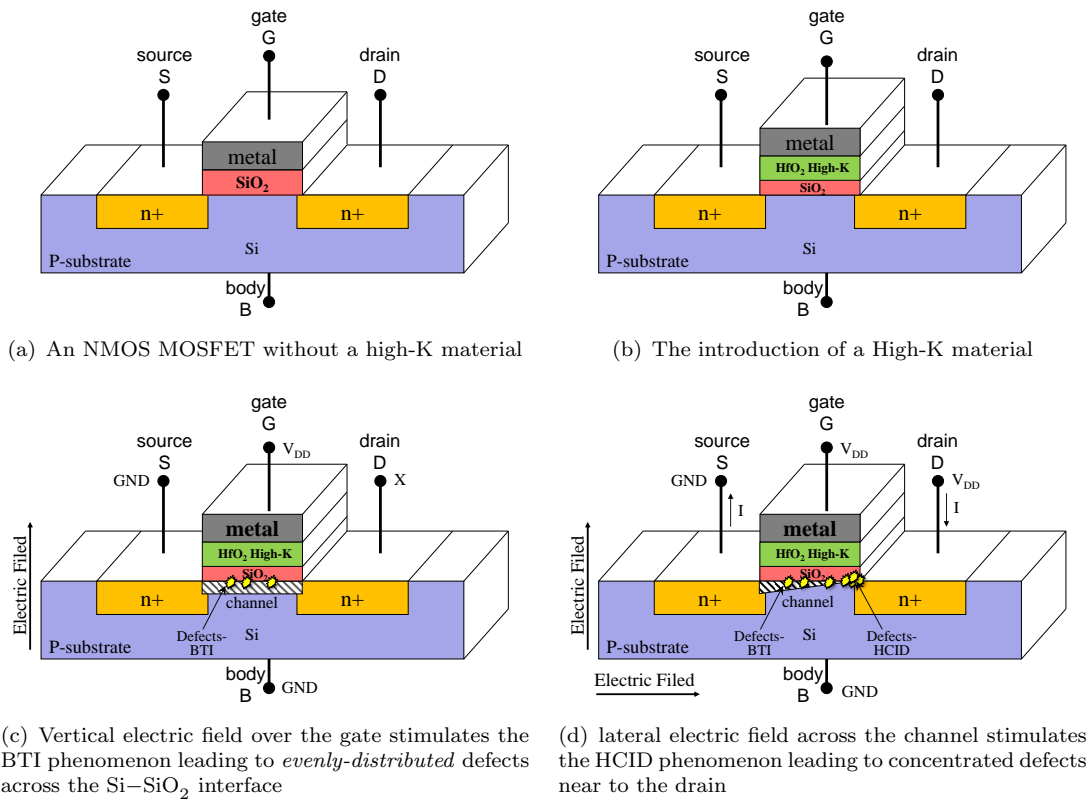 gate
G
source
S
drain
D
metal
SiO₂
n+
n+
Si
P-substrate
body
B
(a) An NMOS MOSFET without a high-K material
gate
G
source
S
drain
D
metal
HfO₂ High-K
SiO₂
n+
n+
Si
P-substrate
body
B
(b) The introduction of a High-K material
gate
G
source
S
drain
D
V_DD
GND
X
metal
HfO₂ High-K
SiO₂
n+
n+
channel
Defects-
BTI
Si
P-substrate
body
B
GND
Electric Filed
(c) Vertical electric field over the gate stimulates the
BTI phenomenon leading to evenly-distributed defects
across the Si−SiO₂ interface
gate
G
source
S
drain
D
V_DD
GND
V_DD
I
I
metal
HfO₂ High-K
SiO₂
n+
n+
channel
Defects-
BTI
Si
Defects-
HCID
P-substrate
body
B
GND
Electric Filed
Electric Filed
(d) lateral electric field across the channel stimulates
the HCID phenomenon leading to concentrated defects
near to the drain